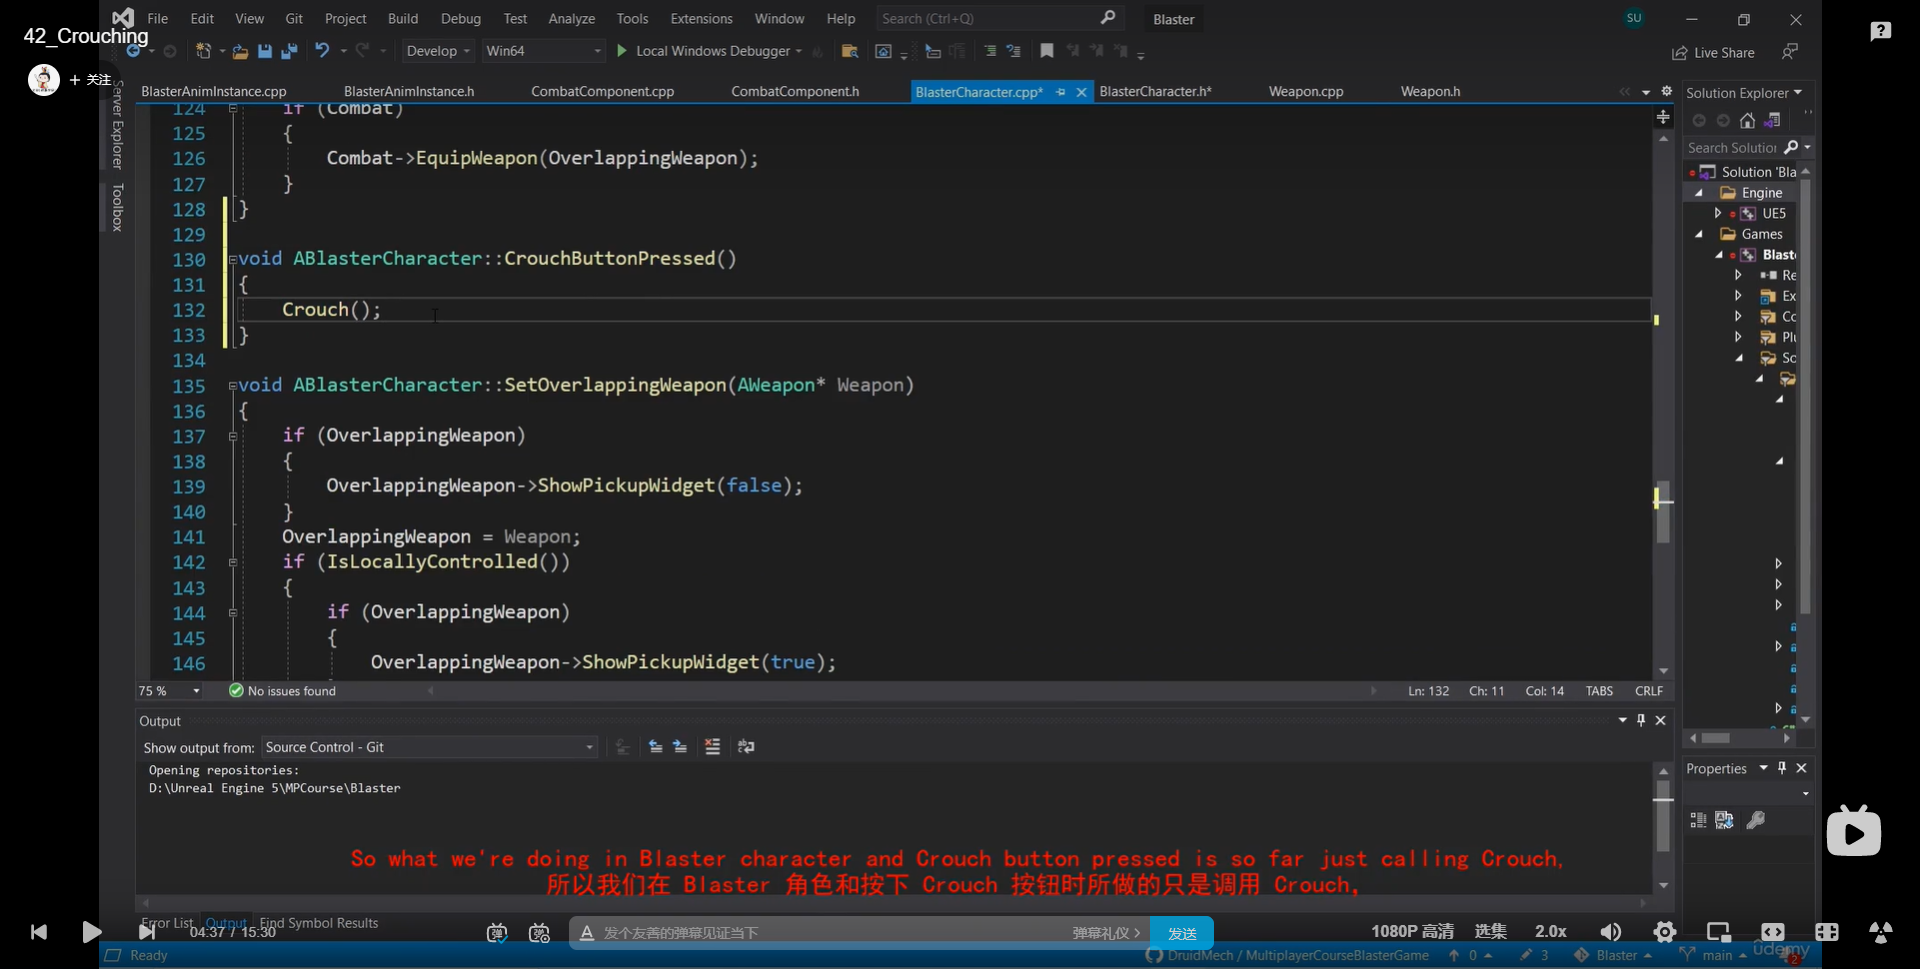 File Edit View Git Project Build Debug Test Analyze Tools Extensions Window Help Search (Ctrl+Q) Blaster SU
42_Crouching
Develop Win64 Local Windows Debugger Live Share
+ 关注
BlasterAnimInstance.cpp BlasterAnimInstance.h CombatComponent.cpp CombatComponent.h BlasterCharacter.cpp* BlasterCharacter.h* Weapon.cpp Weapon.h
Server Explorer
Toolbox
124 if (Combat)
125 {
126 Combat->EquipWeapon(OverlappingWeapon);
127 }
128 }
129
130 void ABlasterCharacter::CrouchButtonPressed()
131 {
132 Crouch();
133 }
134
135 void ABlasterCharacter::SetOverlappingWeapon(AWeapon* Weapon)
136 {
137 if (OverlappingWeapon)
138 {
139 OverlappingWeapon->ShowPickupWidget(false);
140 }
141 OverlappingWeapon = Weapon;
142 if (IsLocallyControlled())
143 {
144 if (OverlappingWeapon)
145 {
146 OverlappingWeapon->ShowPickupWidget(true);
75 % No issues found Ln: 132 Ch: 11 Col: 14 TABS CRLF
Solution Explorer
Search Solution
Solution 'Bla
Engine
UE5
Games
Blast
Re
Ex
Co
Plu
So
Properties
Output
Show output from: Source Control - Git
Opening repositories:
D:\Unreal Engine 5\MPCourse\Blaster
So what we're doing in Blaster character and Crouch button pressed is so far just calling Crouch,
所以我们在 Blaster 角色和按下 Crouch 按钮时所做的只是调用 Crouch,
Error List Output Find Symbol Results
04:37 / 15:30 弹 弹 A 发个友善的弹幕见证当下 弹幕礼仪 > 发送 1080P 高清 选集 2.0x
udemy
Ready DruidMech / MultiplayerCourseBlasterGame 0 3 Blaster main 2